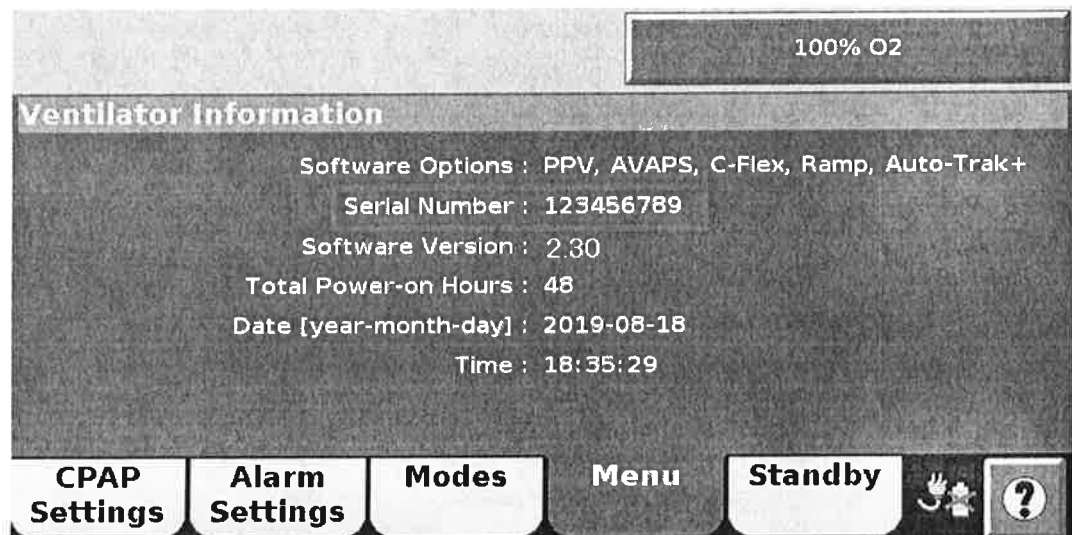 100% O2
Ventilator Information
Software Options : PPV, AVAPS, C-Flex, Ramp, Auto-Trak+
Serial Number : 123456789
Software Version : 2.30
Total Power-on Hours : 48
Date [year-month-day] : 2019-08-18
Time : 18:35:29
CPAP Settings
Alarm Settings
Modes
Menu
Standby
?